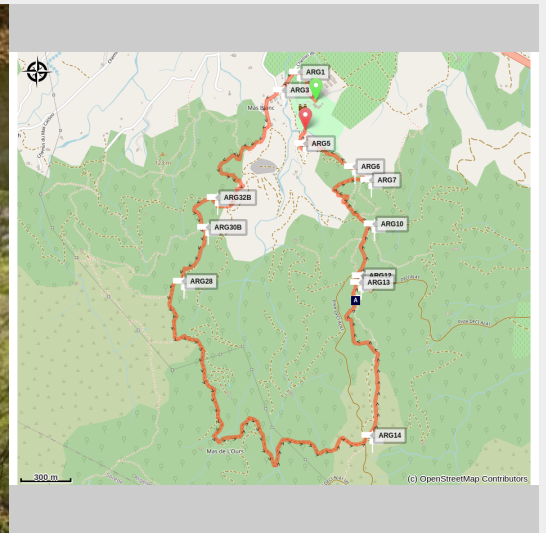 ARG1
ARG3
Mas Blanc
ARG5
123 m
ARG6
ARG7
ARG32B
ARG10
ARG30B
ARG12
ARG28
ARG13
A
ARG14
Mas de L'Ours
300 m
(c) OpenStreetMap Contributors